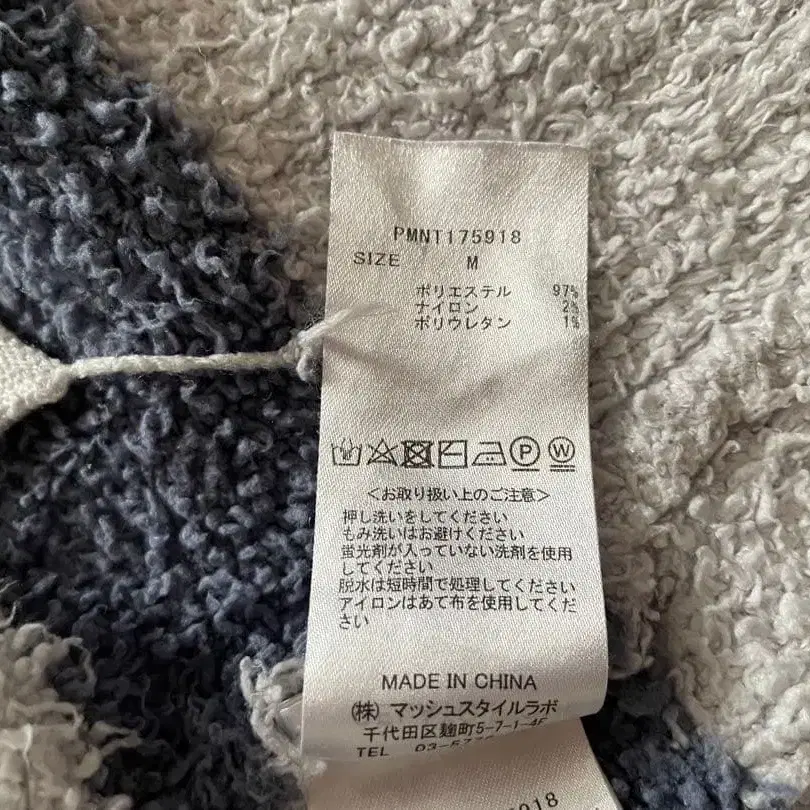 PMNT175918
SIZE M
ポリエステル 97%
ナイロン 2%
ポリウレタン 1%
P W
<お取り扱い上のご注意>
押し洗いをしてください
もみ洗いはお避けください
蛍光剤が入っていない洗剤を使用
してください
脱水は短時間で処理してください
アイロンはあて布を使用してくだ
さい
MADE IN CHINA
(株) マッシュスタイルラボ
千代田区麹町5-7-1-4F
TEL
918